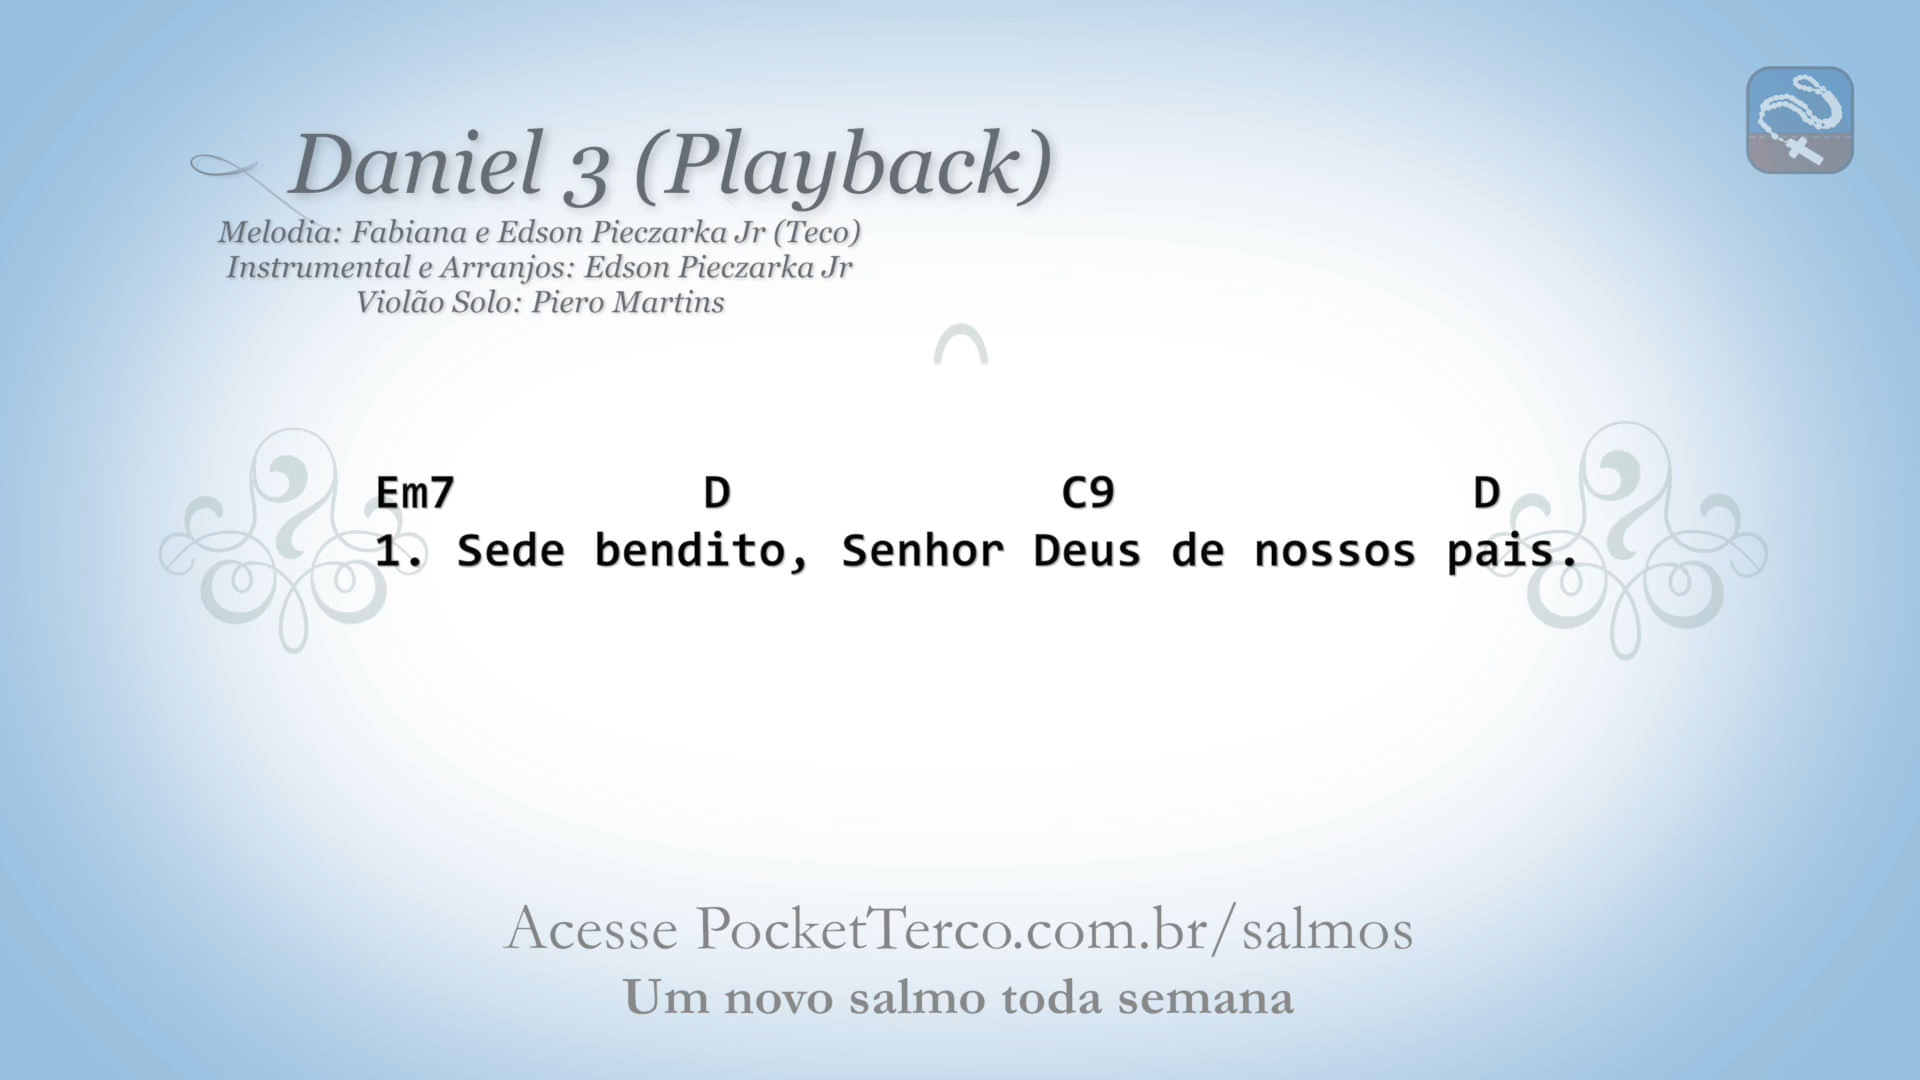 Daniel 3 (Playback)
Melodia: Fabiana e Edson Pieczarka Jr (Teco)
Instrumental e Arranjos: Edson Pieczarka Jr
Violão Solo: Piero Martins
Em7 D C9 D
1. Sede bendito, Senhor Deus de nossos pais.
Acesse PocketTerco.com.br/salmos
Um novo salmo toda semana